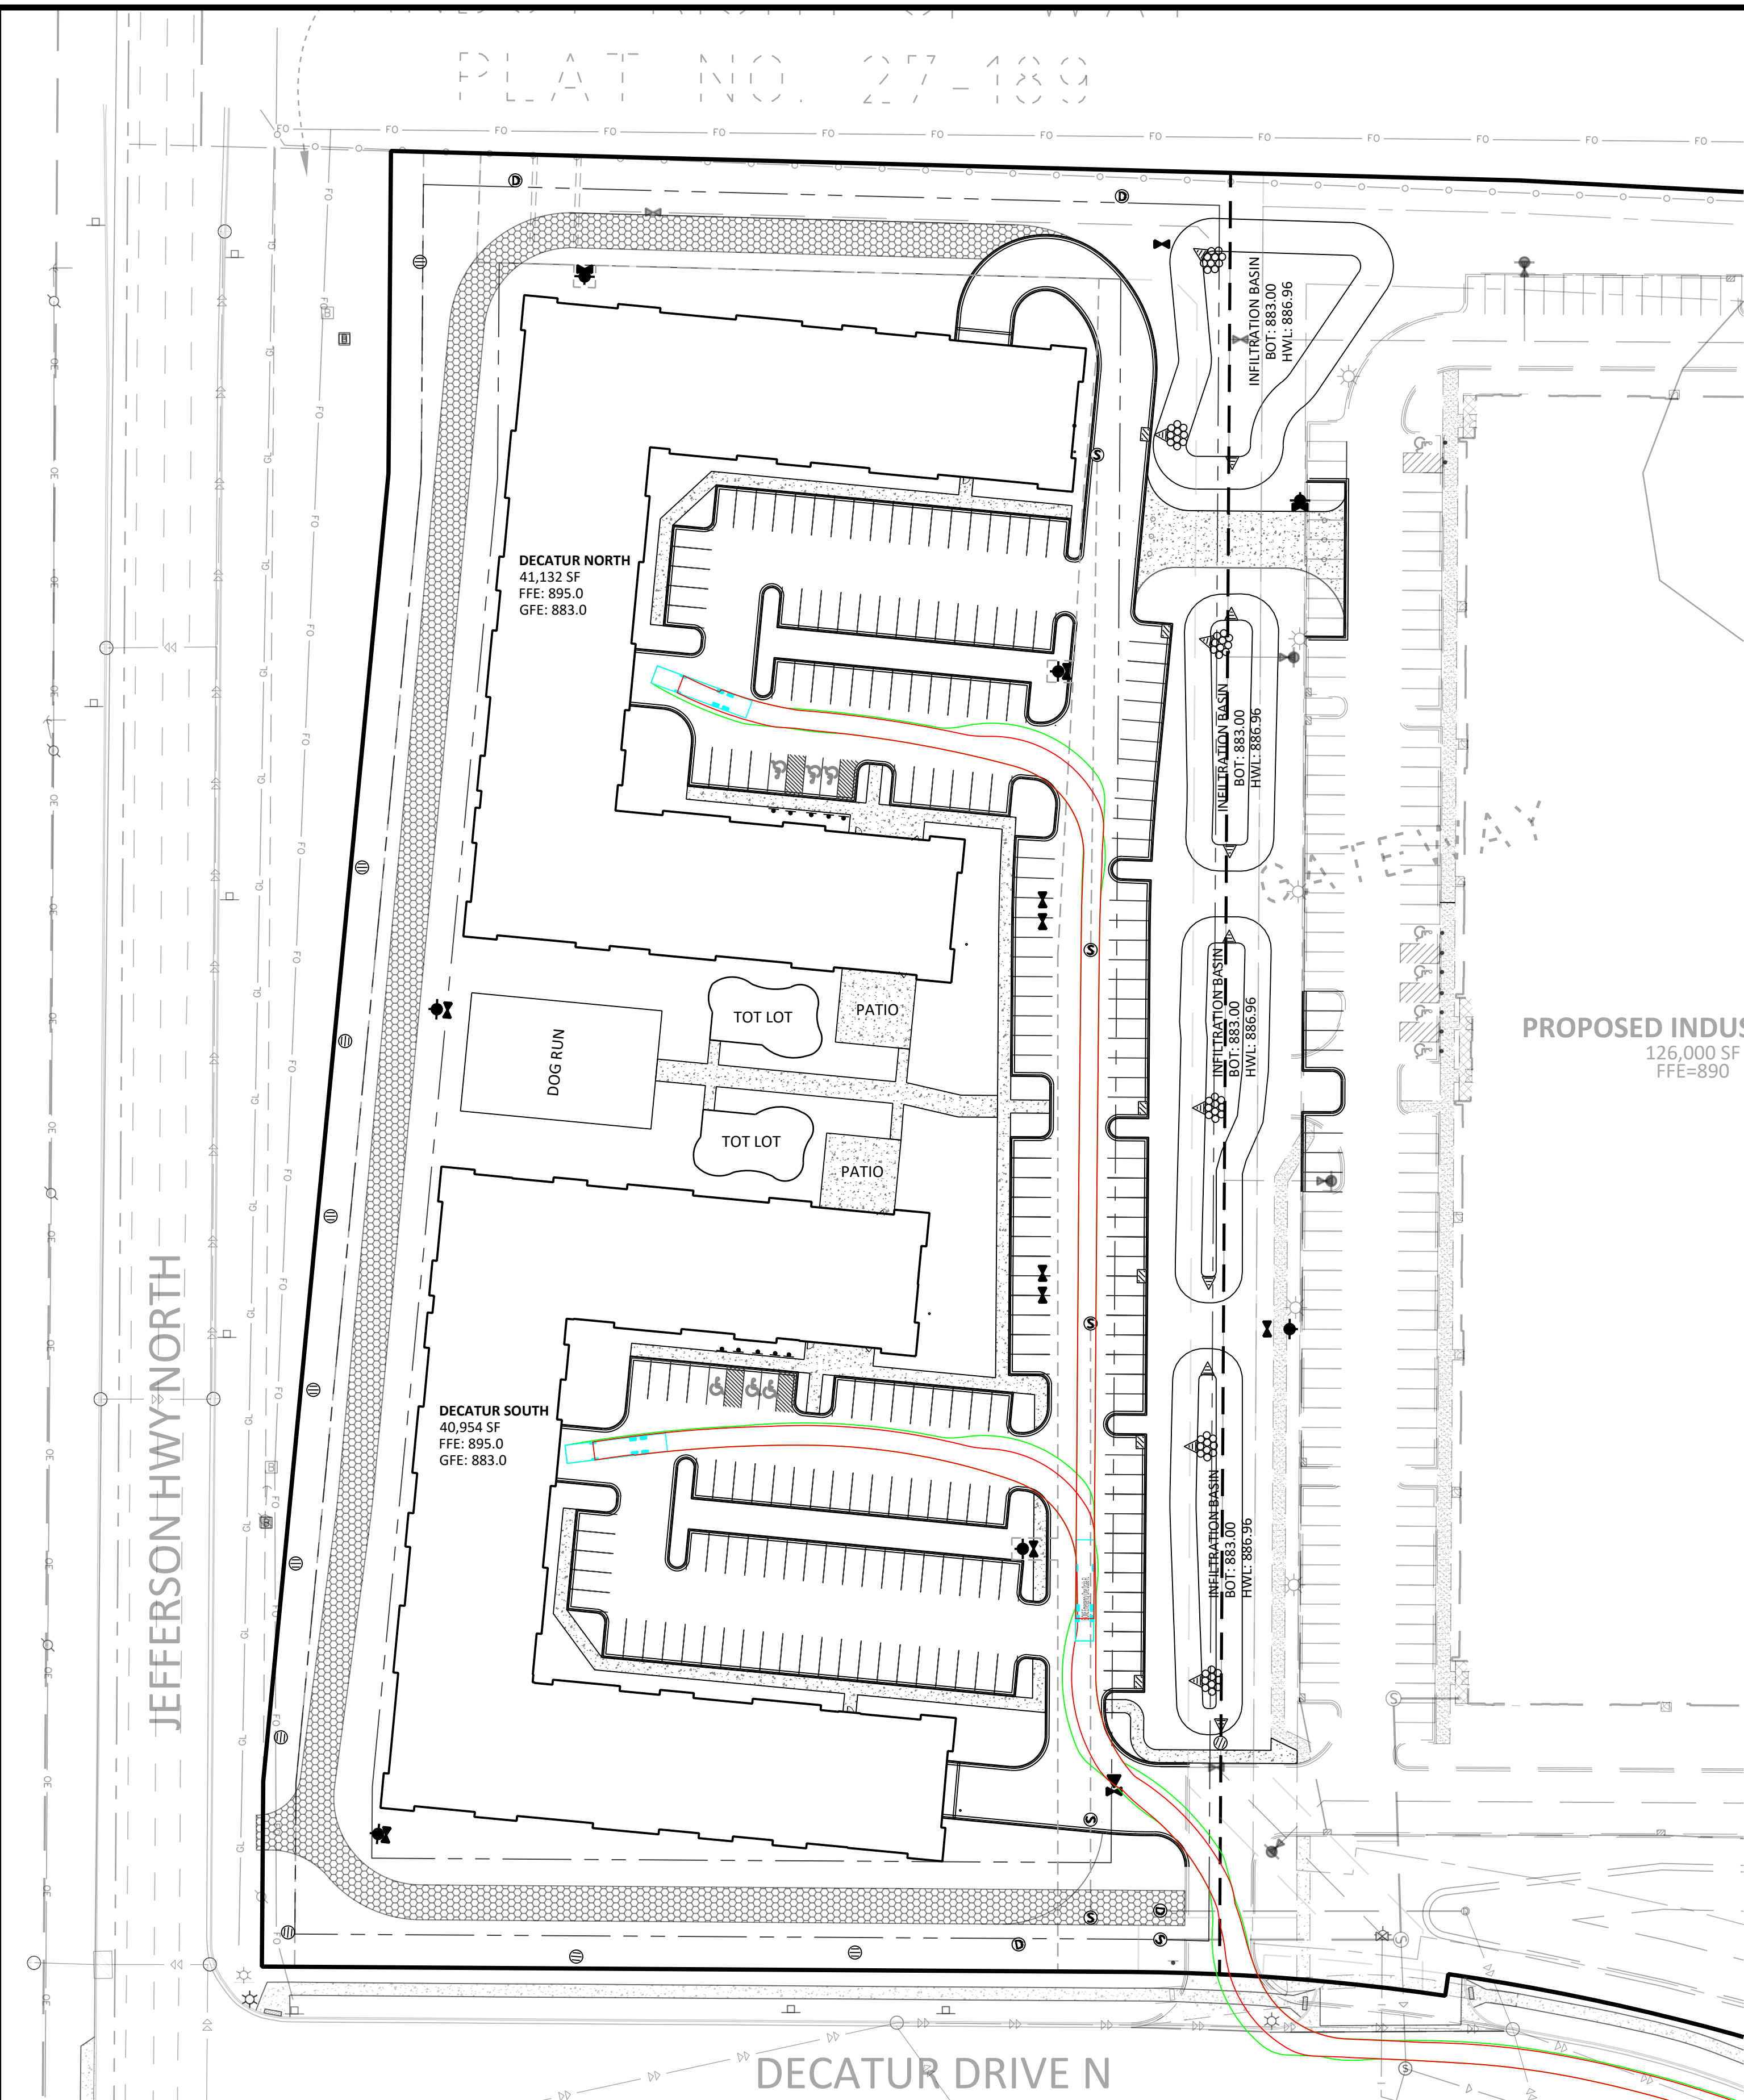 PLAT NO. 27-189
INFILTRATION BASIN
BOT: 883.00
HWL: 886.96
DECATUR NORTH
41,132 SF
FFE: 895.0
GFE: 883.0
INFILTRATION BASIN
BOT: 883.00
HWL: 886.96
GATEWAY
INFILTRATION BASIN
BOT: 883.00
HWL: 886.96
TOT LOT
PATIO
DOG RUN
TOT LOT
PATIO
PROPOSED INDUS
126,000 SF
FFE=890
JEFFERSON HWY NORTH
DECATUR SOUTH
40,954 SF
FFE: 895.0
GFE: 883.0
INFILTRATION BASIN
BOT: 883.00
HWL: 886.96
DECATUR DRIVE N